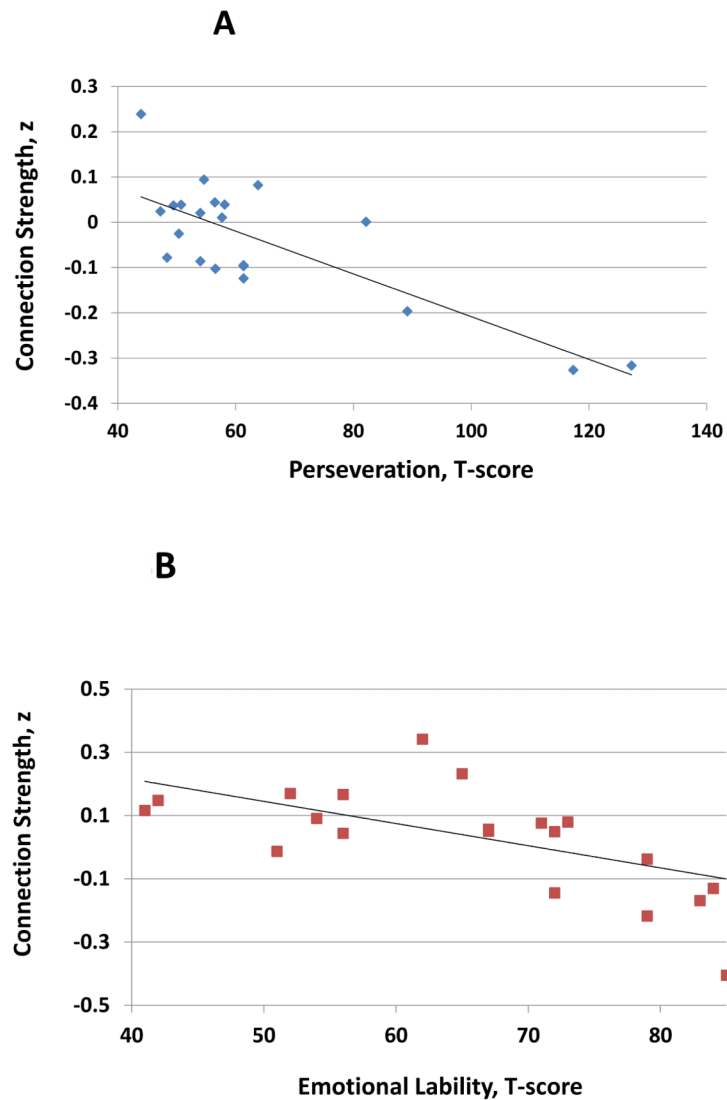 A
Connection Strength, z
0.3
0.2
0.1
0
-0.1
-0.2
-0.3
-0.4
40 60 80 100 120 140
Perseveration, T-score
B
Connection Strength, z
0.5
0.3
0.1
-0.1
-0.3
-0.5
40 50 60 70 80
Emotional Lability, T-score